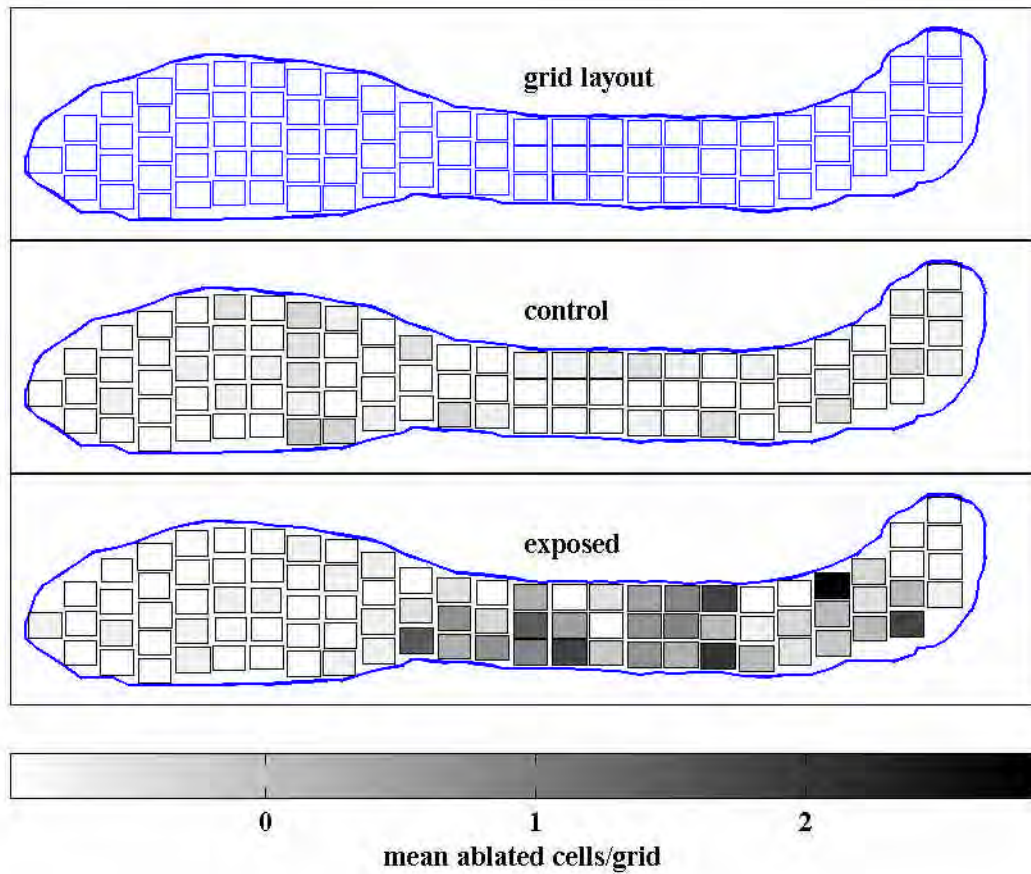 grid layout
control
exposed
0 1 2
mean ablated cells/grid